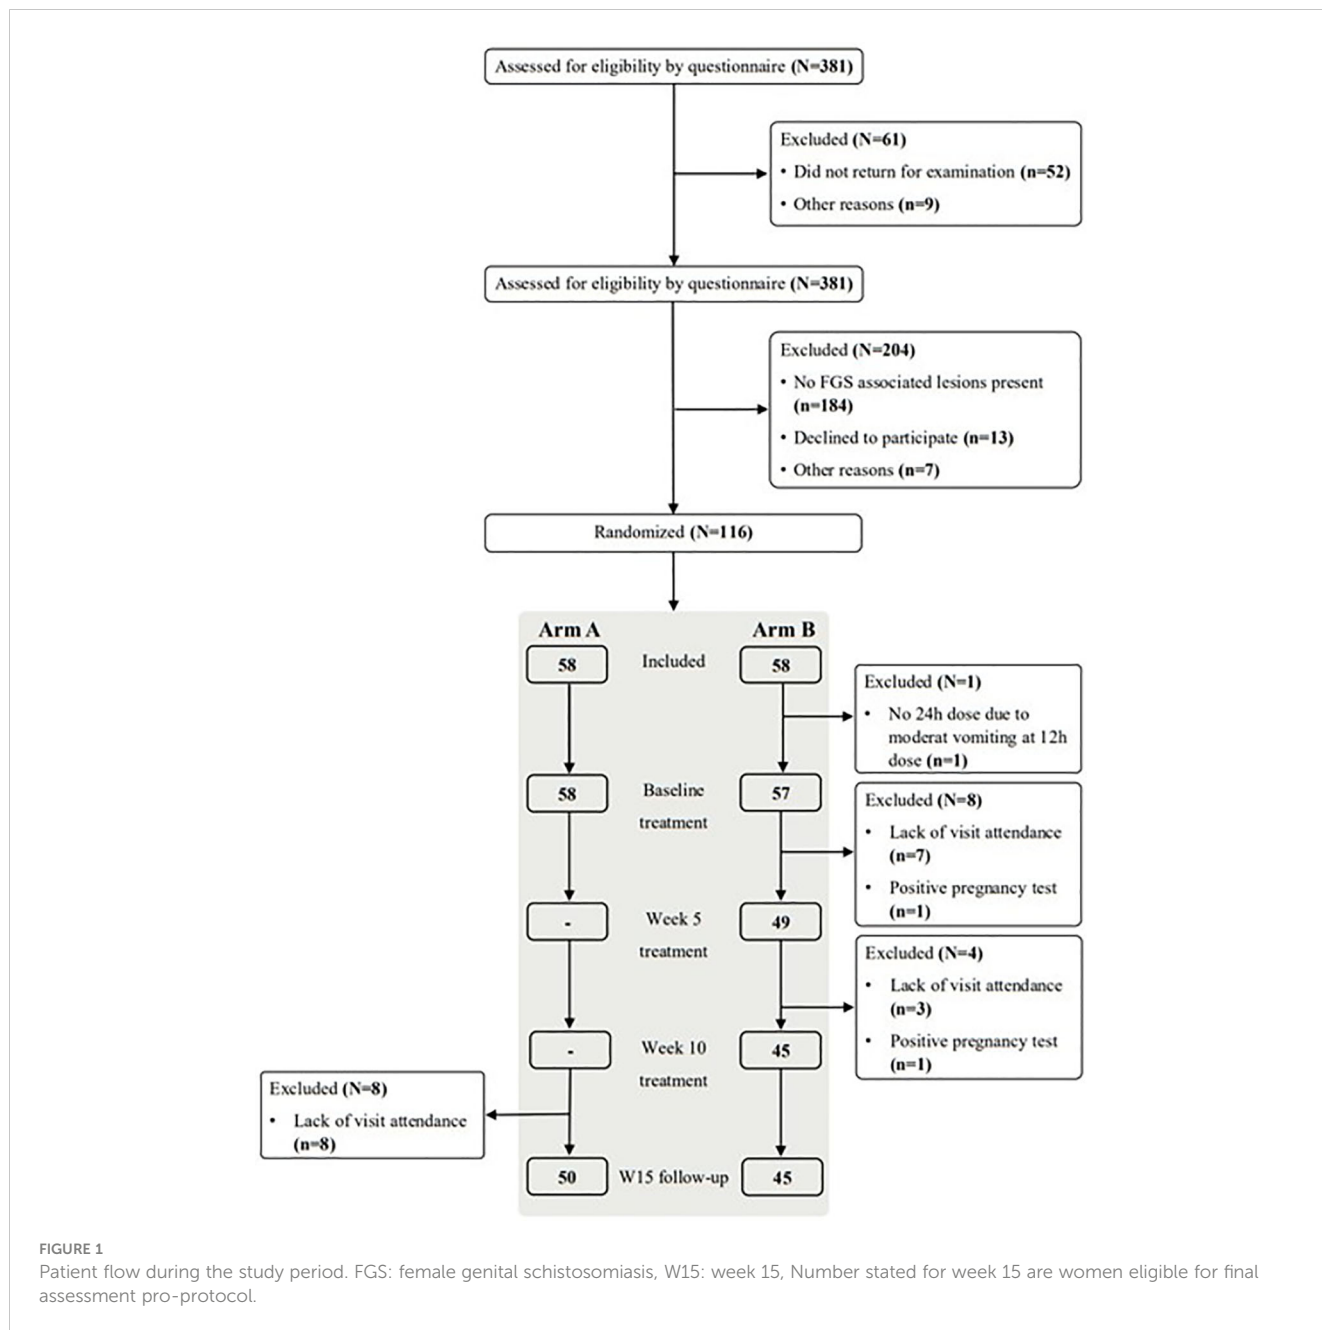 Assessed for eligibility by questionnaire (N=381)
Excluded (N=61)
• Did not return for examination (n=52)
• Other reasons (n=9)
Assessed for eligibility by questionnaire (N=381)
Excluded (N=204)
• No FGS associated lesions present
(n=184)
• Declined to participate (n=13)
• Other reasons (n=7)
Randomized (N=116)
Arm A
Arm B
58
Included
58
Excluded (N=1)
• No 24h dose due to
moderat vomiting at 12h
dose (n=1)
58
Baseline
treatment
57
Excluded (N=8)
• Lack of visit attendance
(n=7)
• Positive pregnancy test
(n=1)
-
Week 5
treatment
49
Excluded (N=4)
• Lack of visit attendance
(n=3)
• Positive pregnancy test
(n=1)
-
Week 10
treatment
45
Excluded (N=8)
• Lack of visit attendance
(n=8)
50
W15 follow-up
45
FIGURE 1
Patient flow during the study period. FGS: female genital schistosomiasis, W15: week 15, Number stated for week 15 are women eligible for final
assessment pro-protocol.